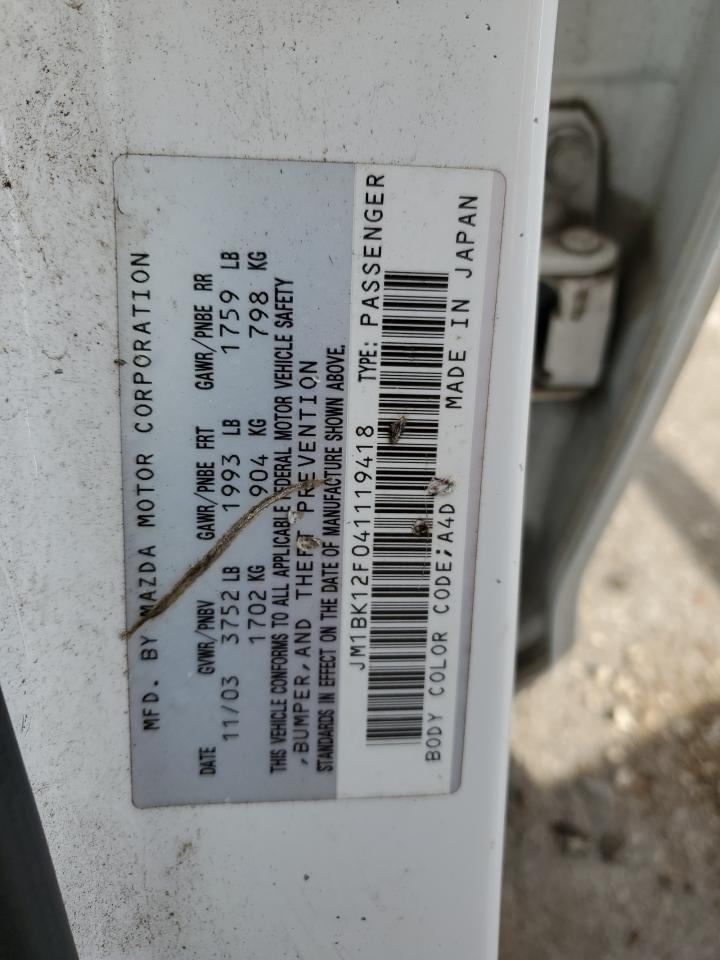 MFD. BY MAZDA MOTOR CORPORATION
DATE GVWR/PNBV GAWR/PNBE FRT GAWR/PNBE RR
11/03 3752 LB 1993 LB 1759 LB
1702 KG 904 KG 798 KG
THIS VEHICLE CONFORMS TO ALL APPLICABLE FEDERAL MOTOR VEHICLE SAFETY
,BUMPER,AND THEFT PREVENTION
STANDARDS IN EFFECT ON THE DATE OF MANUFACTURE SHOWN ABOVE.
JM1BK12F041119418 TYPE: PASSENGER
BODY COLOR CODE;A4D MADE IN JAPAN